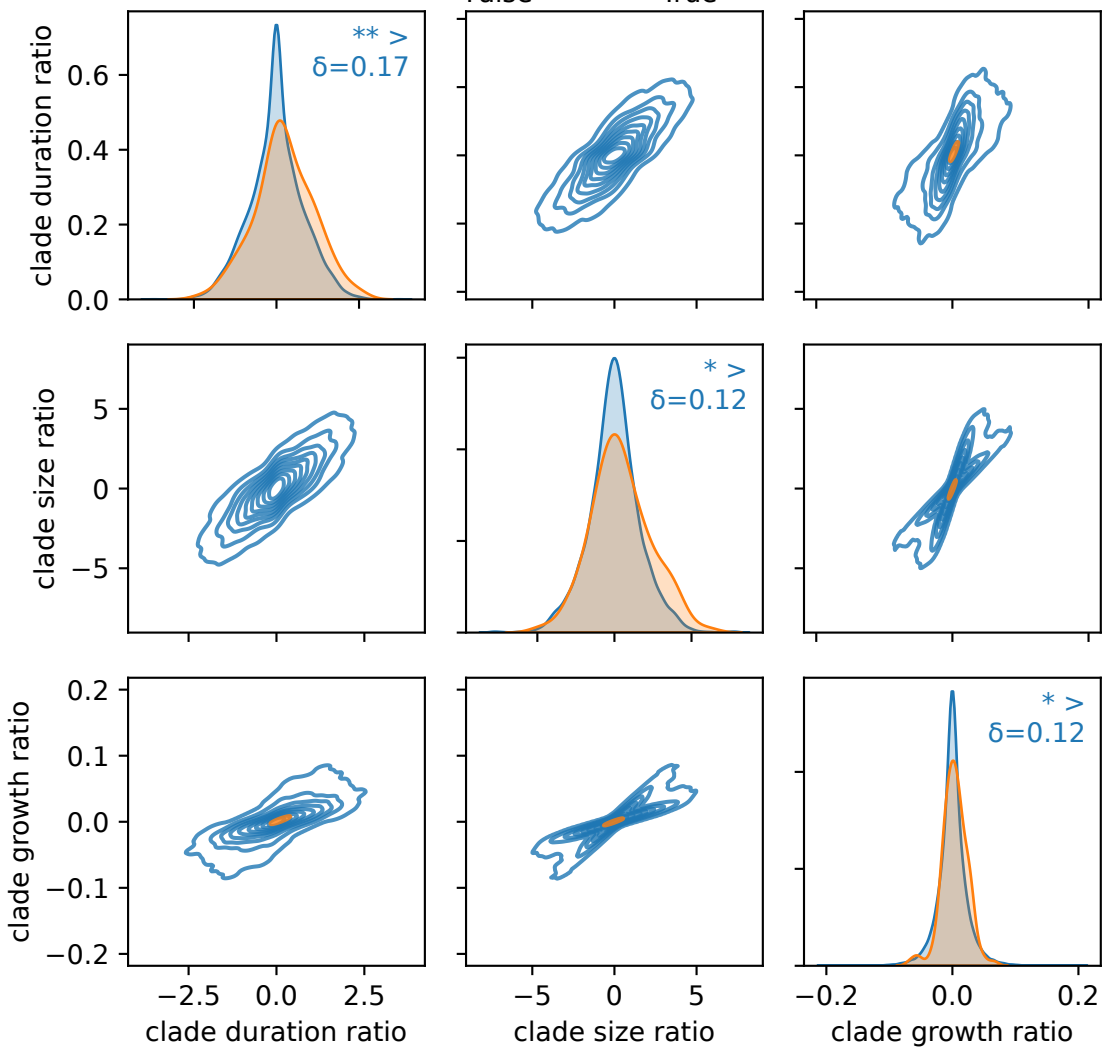 False True
clade duration ratio
** >
δ=0.17
0.6
0.4
0.2
0.0
clade size ratio
* >
δ=0.12
5
0
−5
clade growth ratio
* >
δ=0.12
0.2
0.1
0.0
−0.1
−0.2
−2.5 0.0 2.5 −5 0 5 −0.2 0.0 0.2
clade duration ratio clade size ratio clade growth ratio